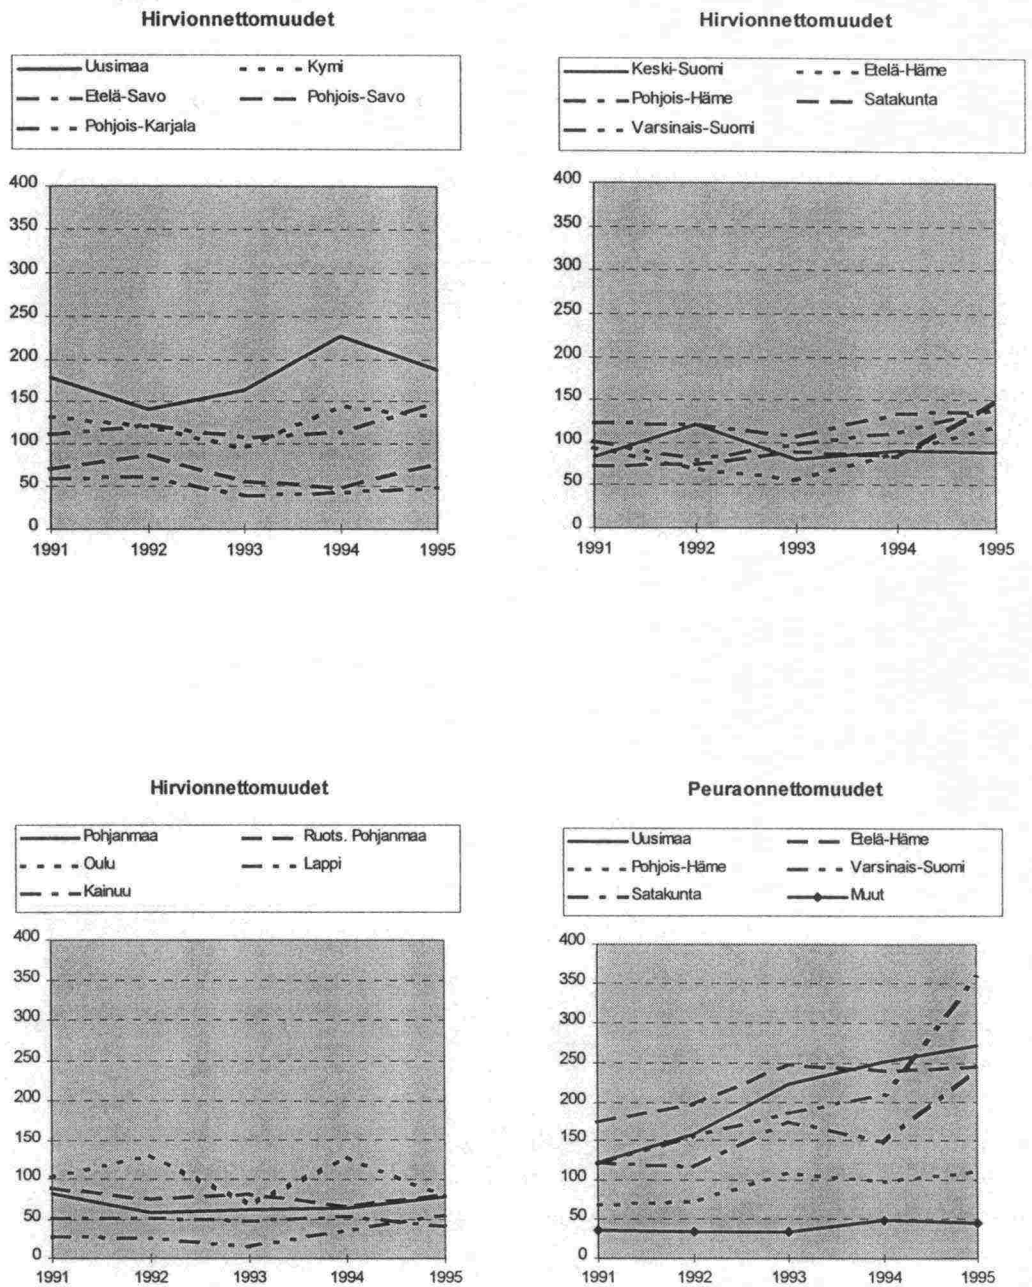 Hirvionnettomuudet
Uusimaa Kymi
Etelä-Savo Pohjois-Savo
Pohjois-Karjala
400
350
300
250
200
150
100
50
0
1991 1992 1993 1994 1995
Hirvionnettomuudet
Keski-Suomi Etelä-Häme
Pohjois-Häme Satakunta
Varsinais-Suomi
400
350
300
250
200
150
100
50
0
1991 1992 1993 1994 1995
Hirvionnettomuudet
Pohjanmaa Ruots. Pohjanmaa
Oulu Lappi
Kainuu
400
350
300
250
200
150
100
50
0
1991 1992 1993 1994 1995
Peuraonnettomuudet
Uusimaa Etelä-Häme
Pohjois-Häme Varsinais-Suomi
Satakunta Muut
400
350
300
250
200
150
100
50
0
1991 1992 1993 1994 1995